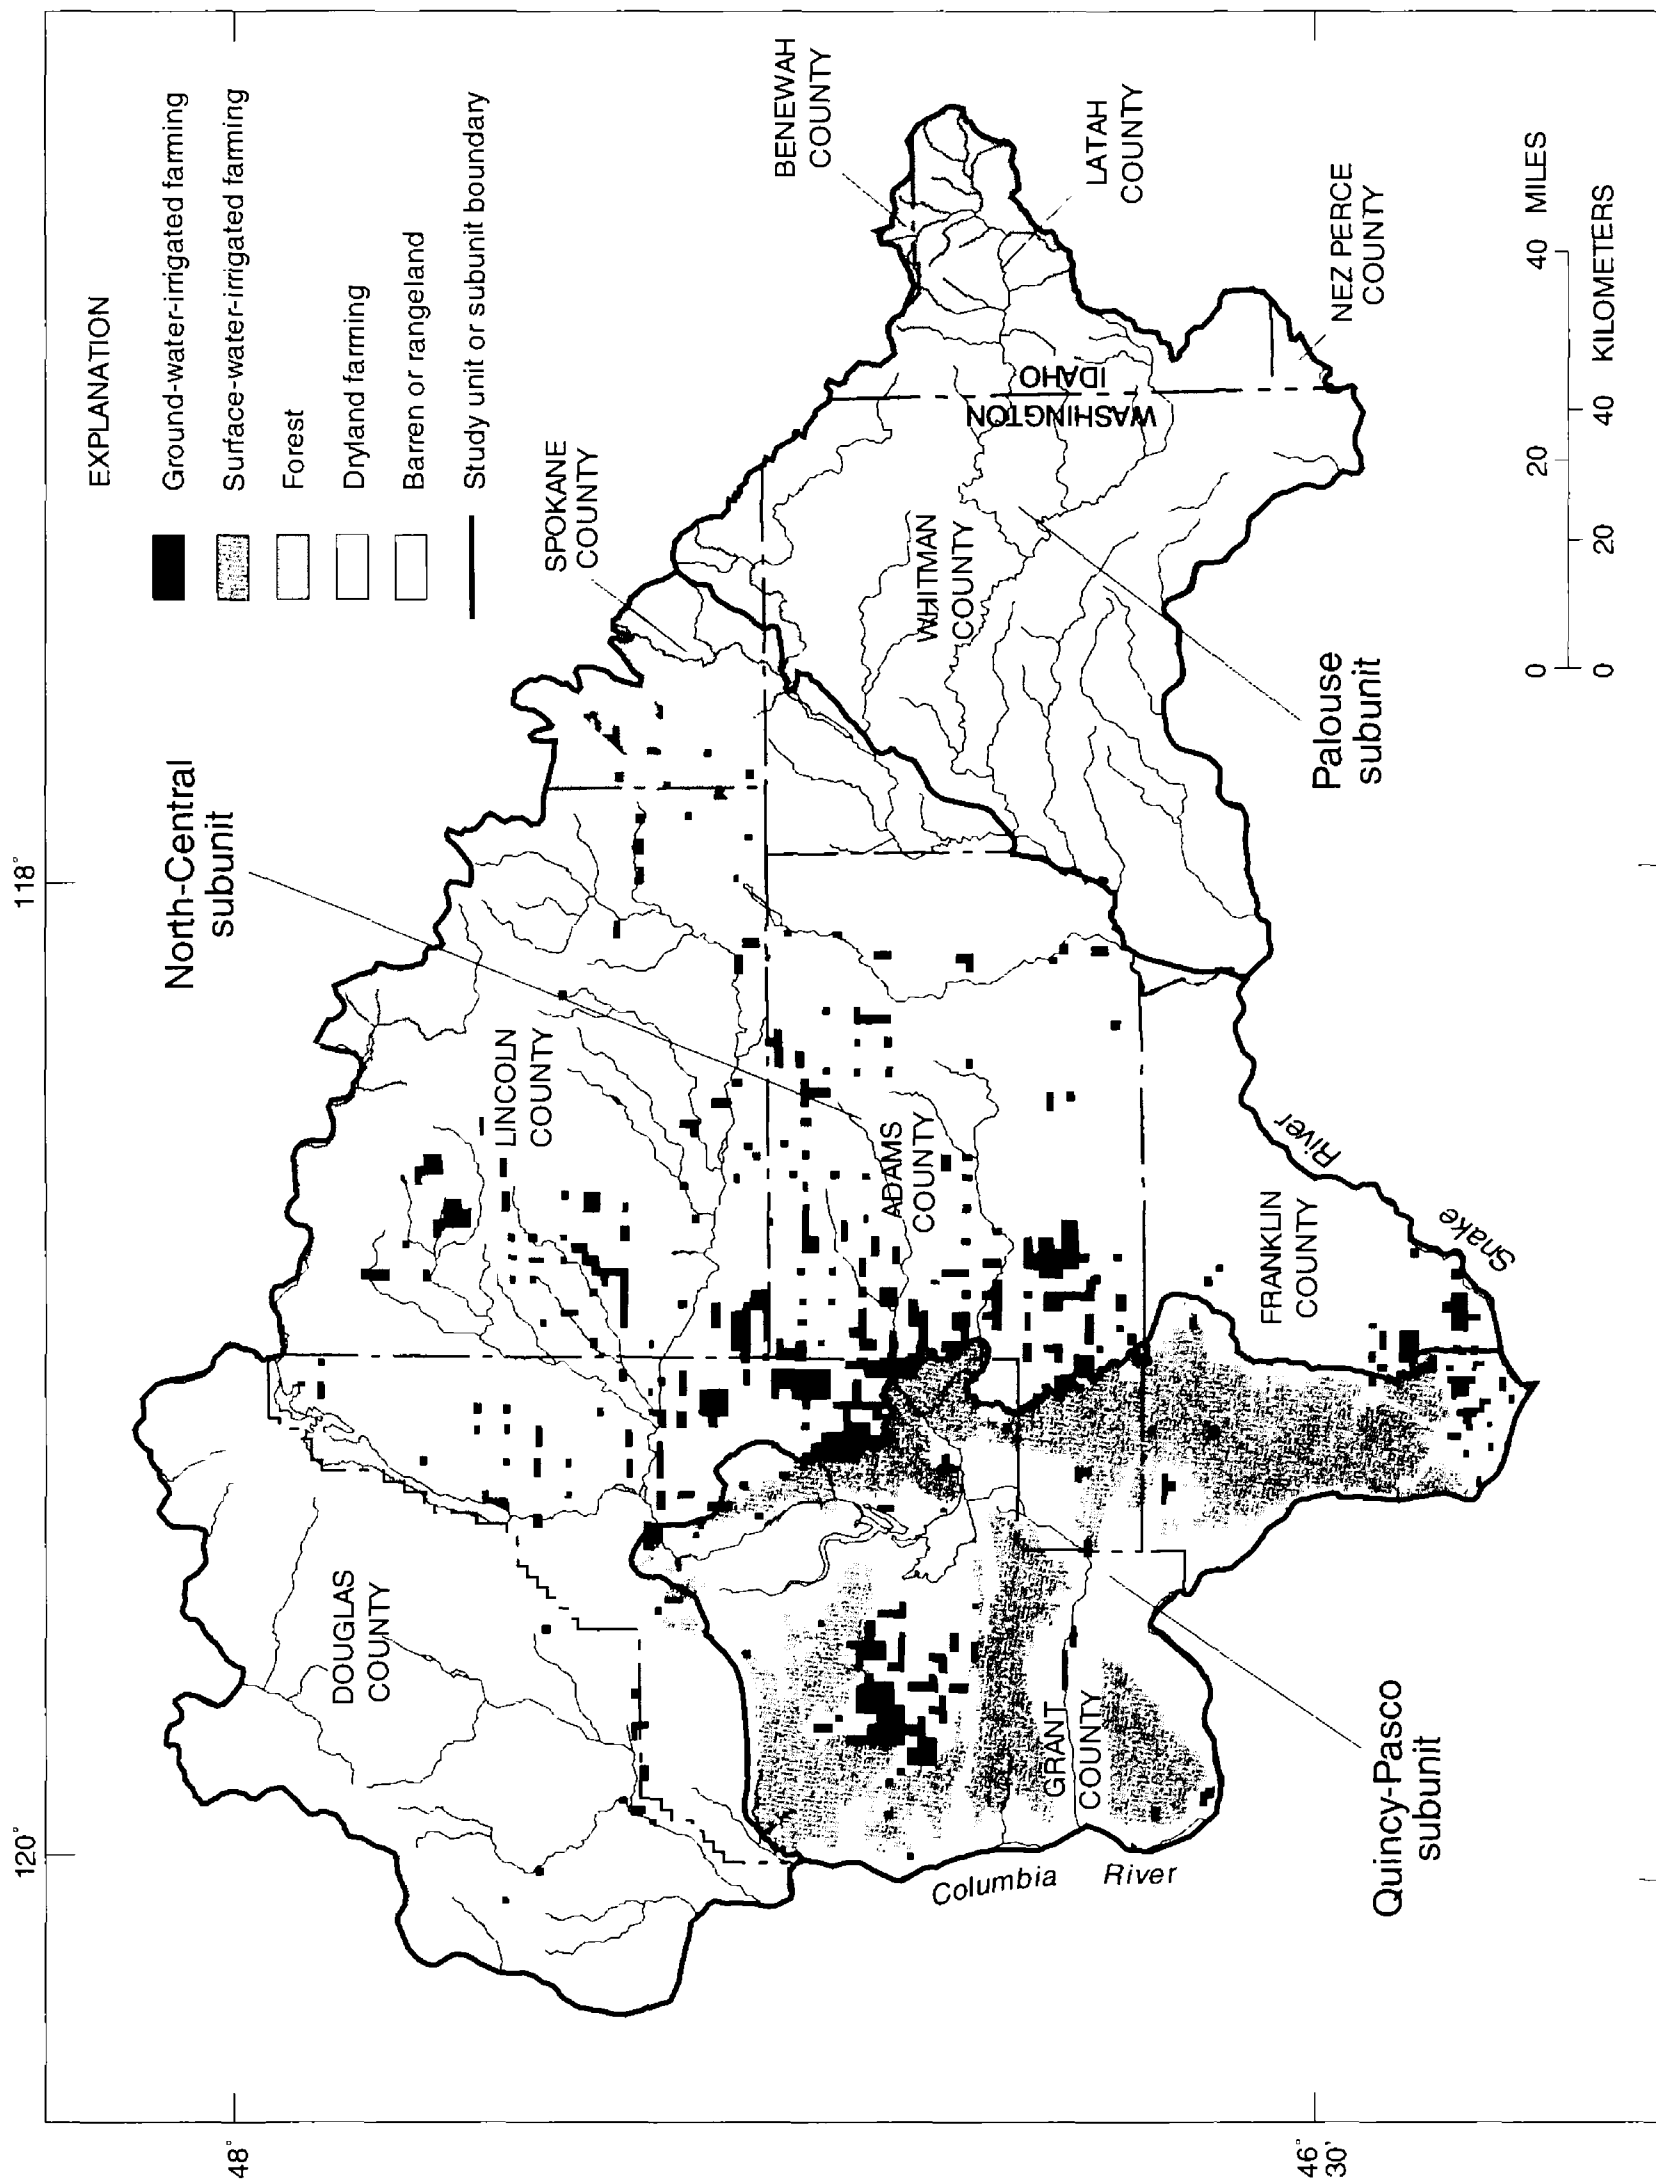 120°
118°
48°
46°
30'
EXPLANATION
Ground-water-irrigated farming
Surface-water-irrigated farming
Forest
Dryland farming
Barren or rangeland
Study unit or subunit boundary
North-Central
subunit
SPOKANE
COUNTY
BENEWAH
COUNTY
LATAH
COUNTY
NEZ PERCE
COUNTY
DOUGLAS
COUNTY
LINCOLN
COUNTY
WHITMAN
COUNTY
WASHINGTON
IDAHO
ADAMS
COUNTY
GRANT
COUNTY
FRANKLIN
COUNTY
Columbia River
Snake River
Quincy-Pasco
subunit
Palouse
subunit
0 20 40 MILES
0 20 40 KILOMETERS